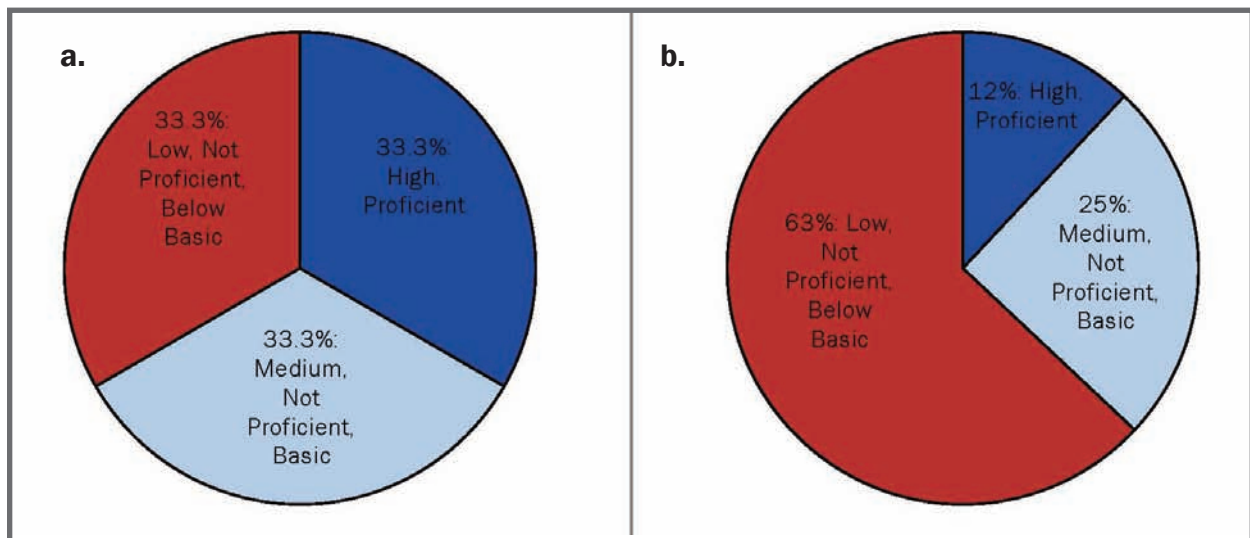 a.
33.3%:
Low, Not
Proficient,
Below
Basic
33.3%:
High,
Proficient
33.3%:
Medium,
Not
Proficient,
Basic
b.
12%: High,
Proficient
63%: Low,
Not
Proficient,
Below
Basic
25%:
Medium,
Not
Proficient,
Basic